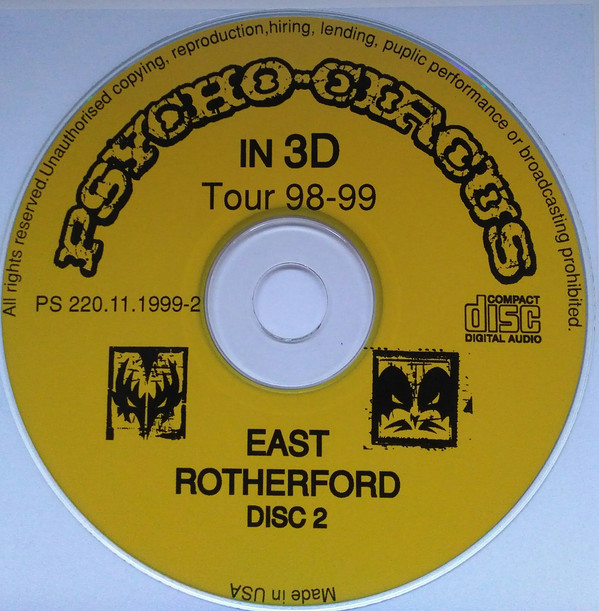 All rights reserved.Unauthorised copying, reproduction,hiring, lending, puplic performance or broadcasting prohibited.
PSYCHO-CIRCUS
IN 3D
Tour 98-99
PS 220.11.1999-2
COMPACT
disc
DIGITAL AUDIO
EAST
ROTHERFORD
DISC 2
Made in USA